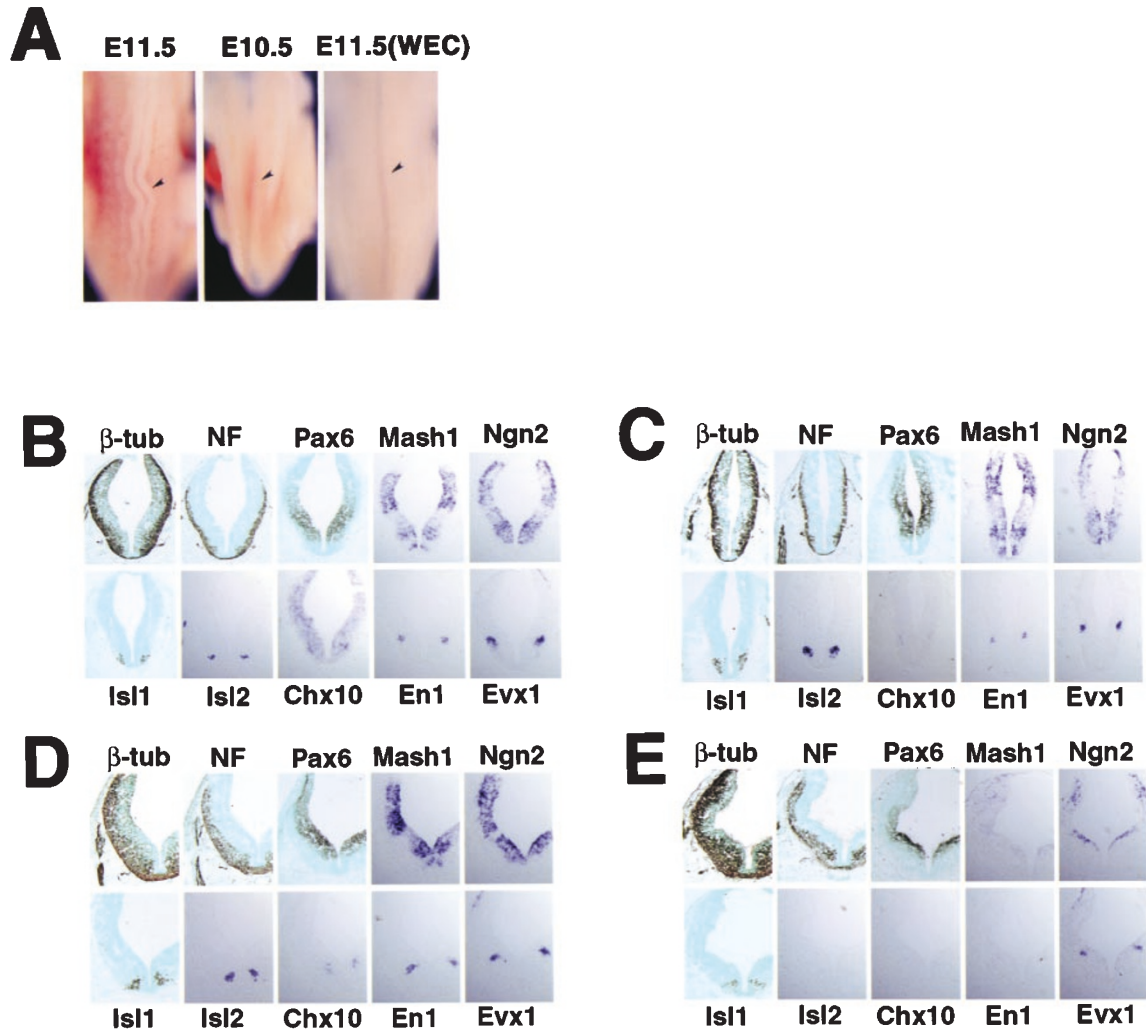 A
E11.5 E10.5 E11.5(WEC)
B
β-tub NF Pax6 Mash1 Ngn2
Isl1 Isl2 Chx10 En1 Evx1
C
β-tub NF Pax6 Mash1 Ngn2
Isl1 Isl2 Chx10 En1 Evx1
D
β-tub NF Pax6 Mash1 Ngn2
Isl1 Isl2 Chx10 En1 Evx1
E
β-tub NF Pax6 Mash1 Ngn2
Isl1 Isl2 Chx10 En1 Evx1